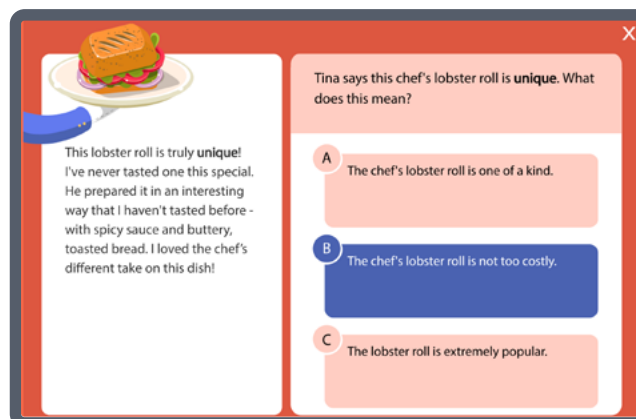 X
This lobster roll is truly unique!
I've never tasted one this special.
He prepared it in an interesting
way that I haven't tasted before -
with spicy sauce and buttery,
toasted bread. I loved the chef's
different take on this dish!
Tina says this chef's lobster roll is unique. What
does this mean?
A
The chef's lobster roll is one of a kind.
B
The chef's lobster roll is not too costly.
C
The lobster roll is extremely popular.